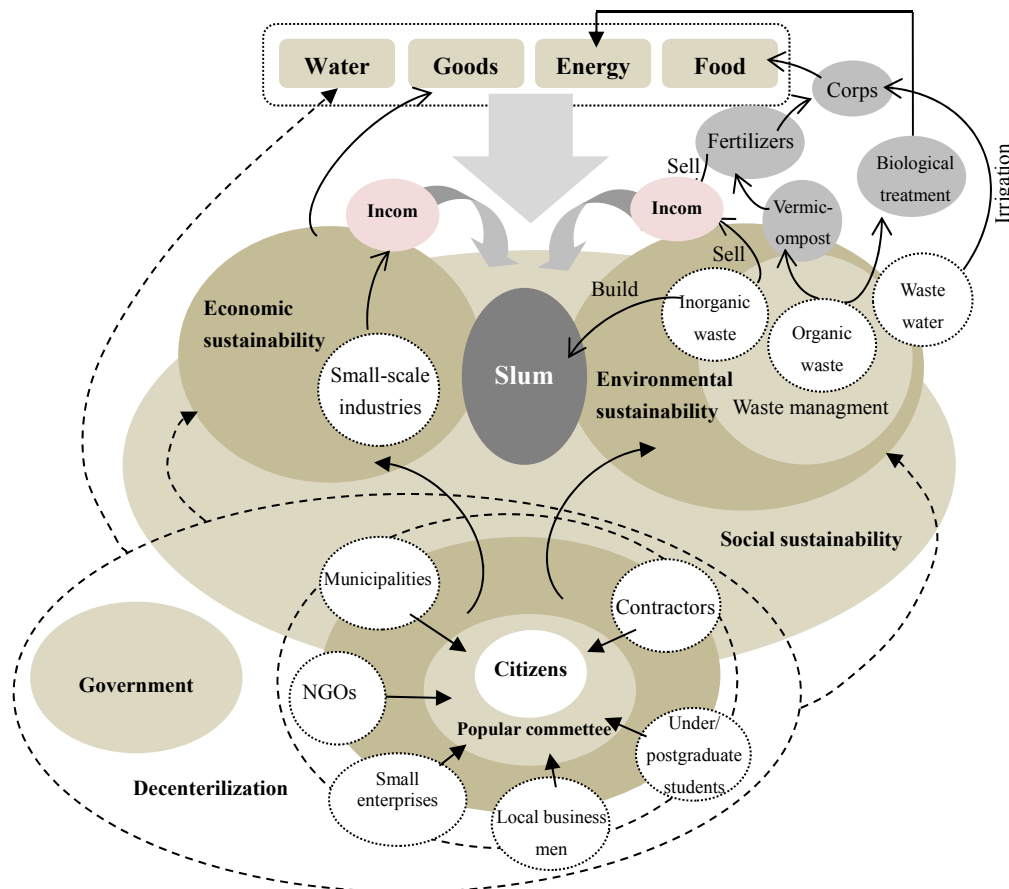 Water
Goods
Energy
Food
Corps
Fertilizers
Biological
treatment
Irrigation
Sell
Incom
Incom
Vermic-
ompost
Sell
Build
Inorganic
waste
Waste
water
Organic
waste
Economic
sustainability
Small-scale
industries
Slum
Environmental
sustainability
Waste managment
Social sustainability
Municipalities
Contractors
Citizens
Government
NGOs
Popular committee
Under/
postgraduate
students
Decenterilization
Small
enterprises
Local business
men